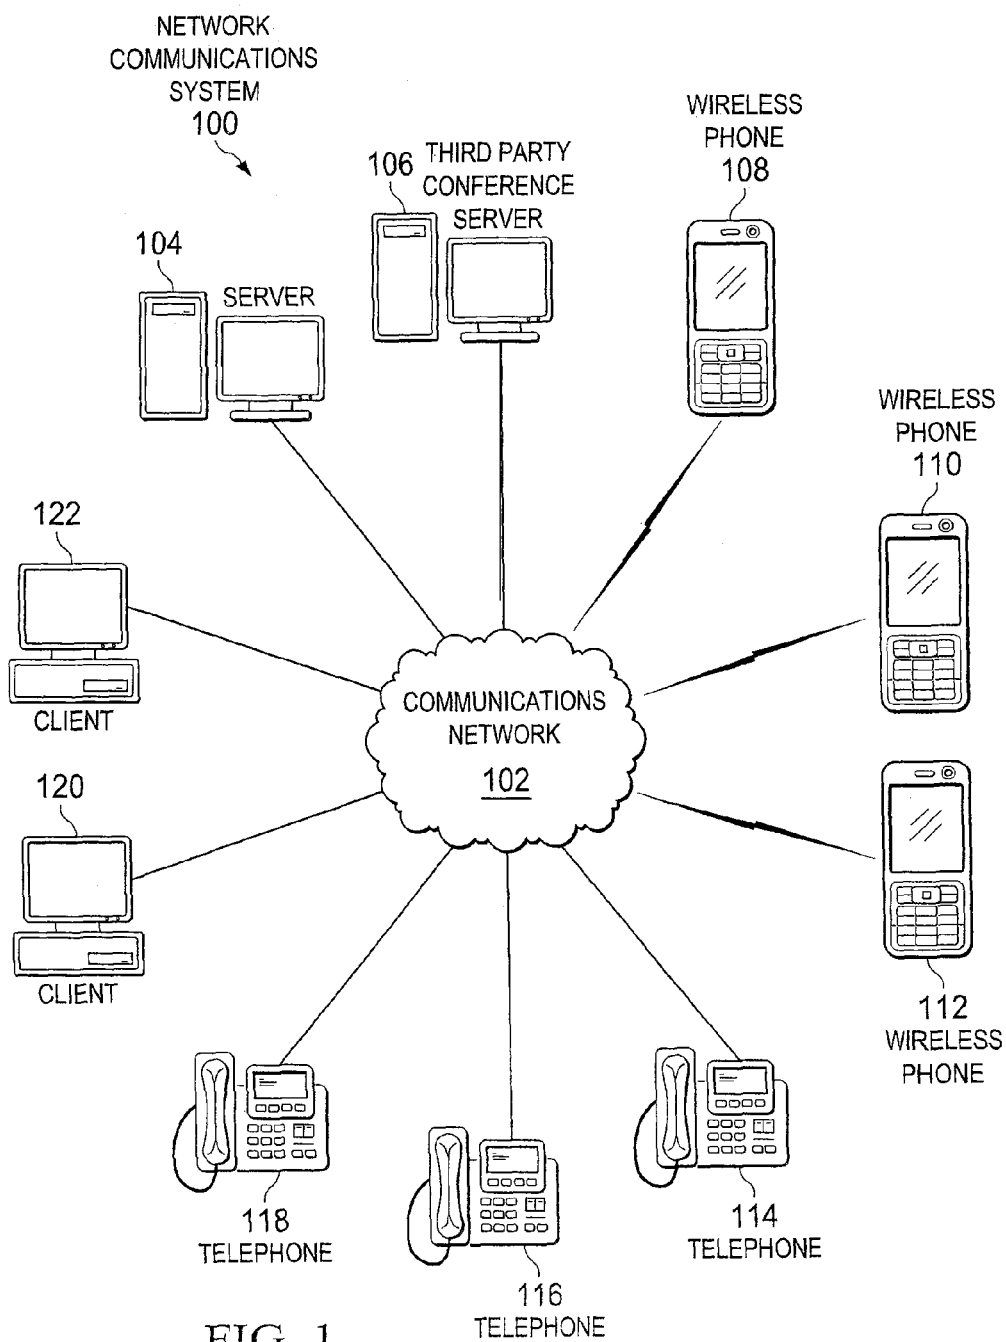 NETWORK
COMMUNICATIONS
SYSTEM
100
106
THIRD PARTY
CONFERENCE
SERVER
WIRELESS
PHONE
108
104
SERVER
WIRELESS
PHONE
110
122
CLIENT
COMMUNICATIONS
NETWORK
102
120
CLIENT
112
WIRELESS
PHONE
118
TELEPHONE
114
TELEPHONE
116
TELEPHONE
FIG. 1